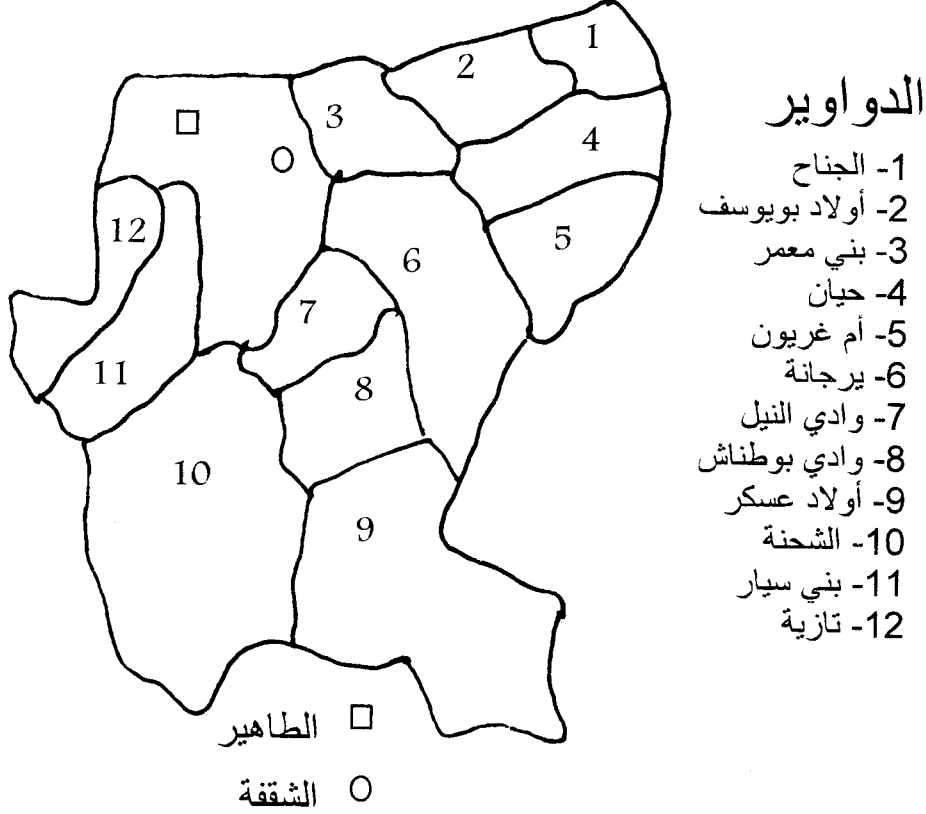 الدواوير
1- الجناح
2- أولاد بويوسف
3- بني معمر
4- حيان
5- أم غريون
6- يرجانة
7- وادي النيل
8- وادي بوطناش
9- أولاد عسكر
10- الشحنة
11- بني سيار
12- تازية
1
2
3
4
5
6
7
8
9
10
11
12
الطاهير
الشقفة